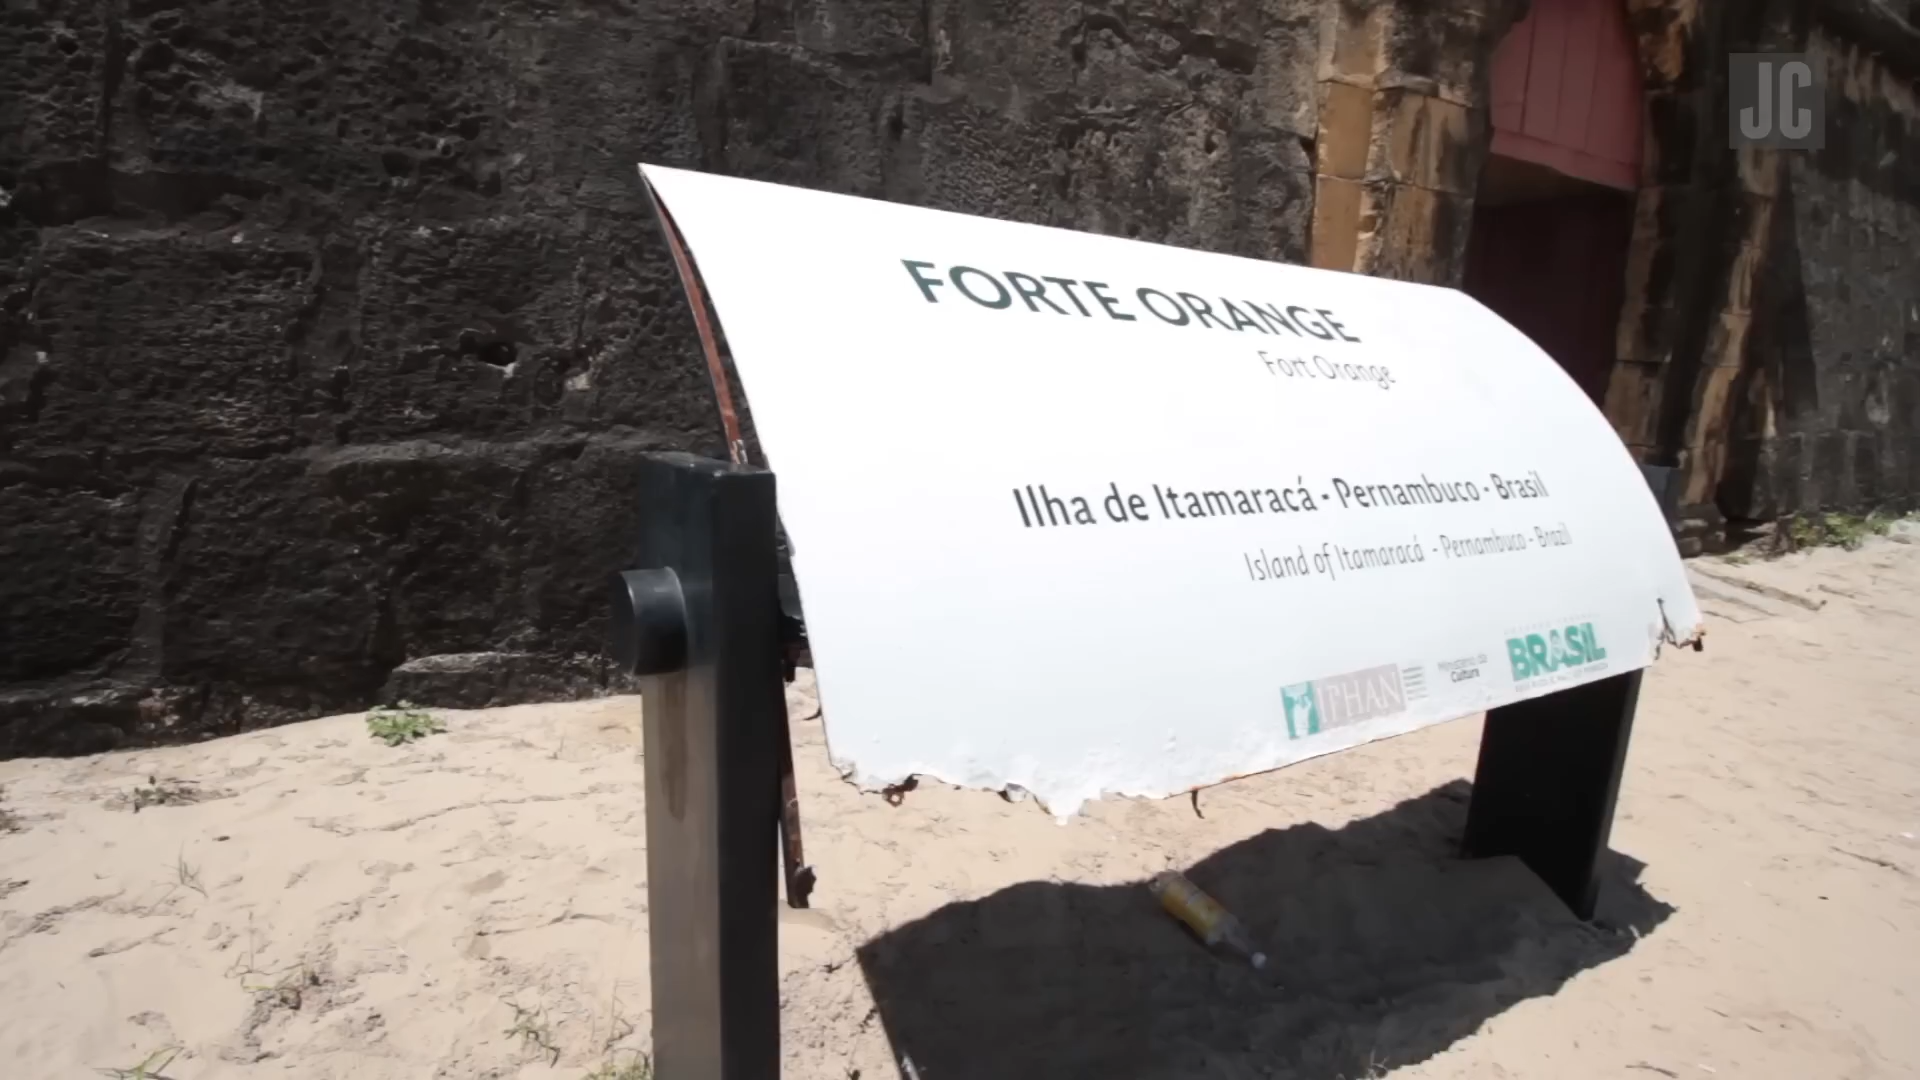 JC
FORTE ORANGE
Fort Orange
Ilha de Itamaracá - Pernambuco - Brasil
Island of Itamaracá - Pernambuco - Brazil
IPHAN
Ministério da
Cultura
BRASIL